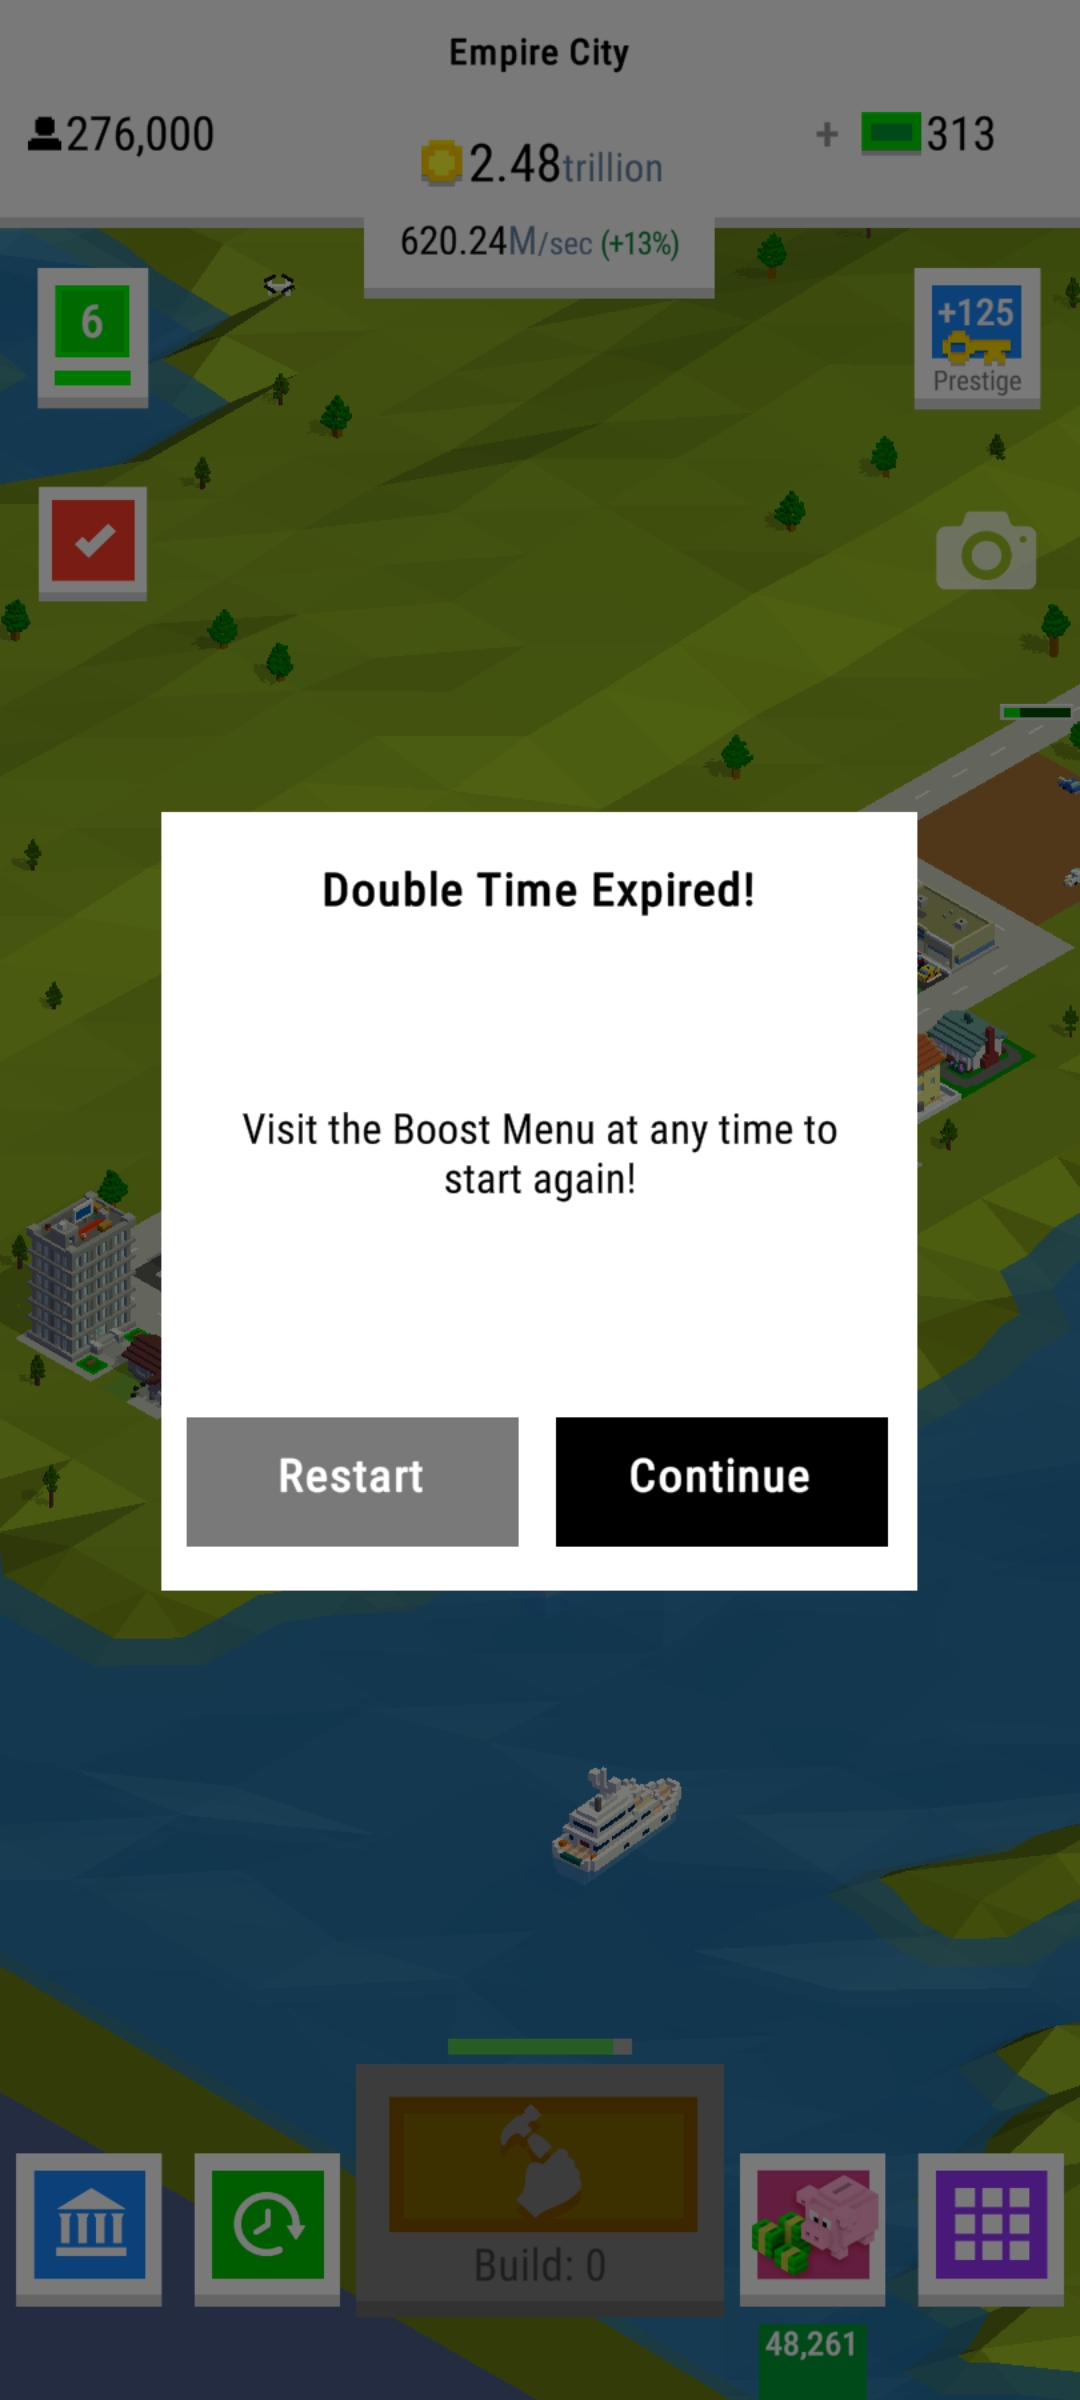 Empire City
276,000
2.48trillion
+ 313
620.24M/sec (+13%)
6
+125
Prestige
Double Time Expired!
Visit the Boost Menu at any time to
start again!
Restart
Continue
Build: 0
48,261